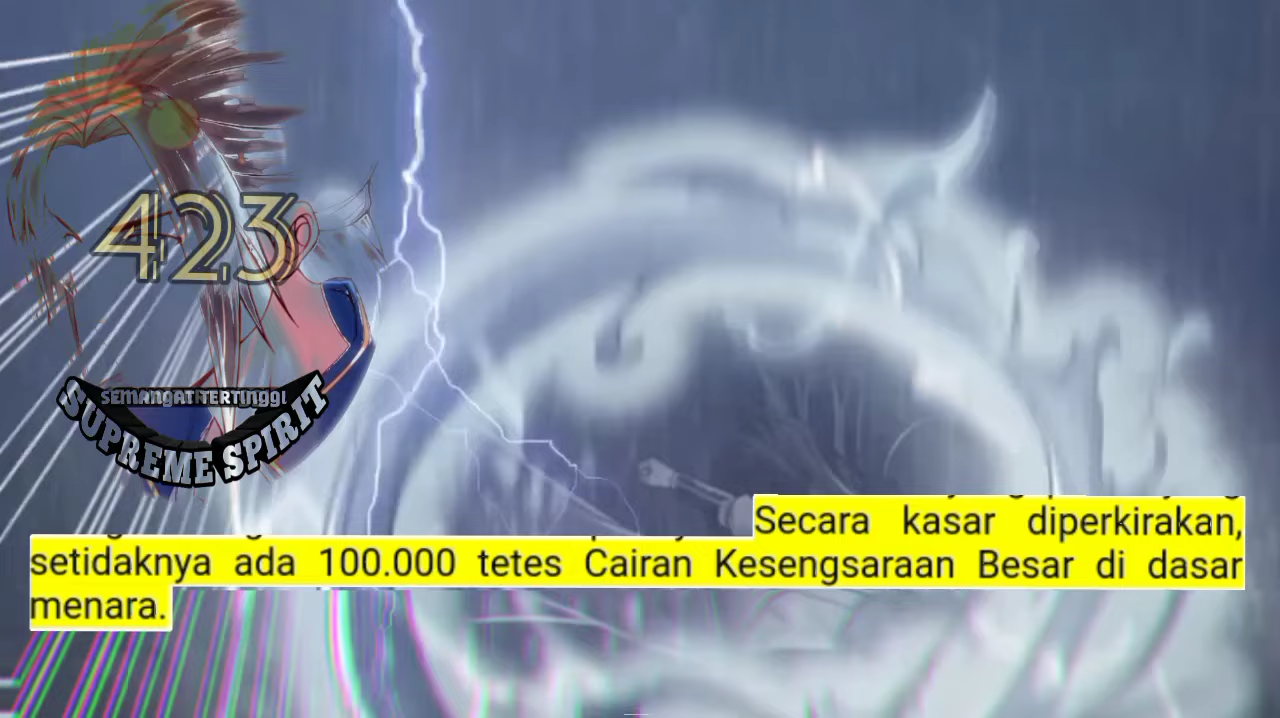 423
SEMANGAT TERTINGGI
SUPREME SPIRIT
Secara kasar diperkirakan,
setidaknya ada 100.000 tetes Cairan Kesengsaraan Besar di dasar
menara.